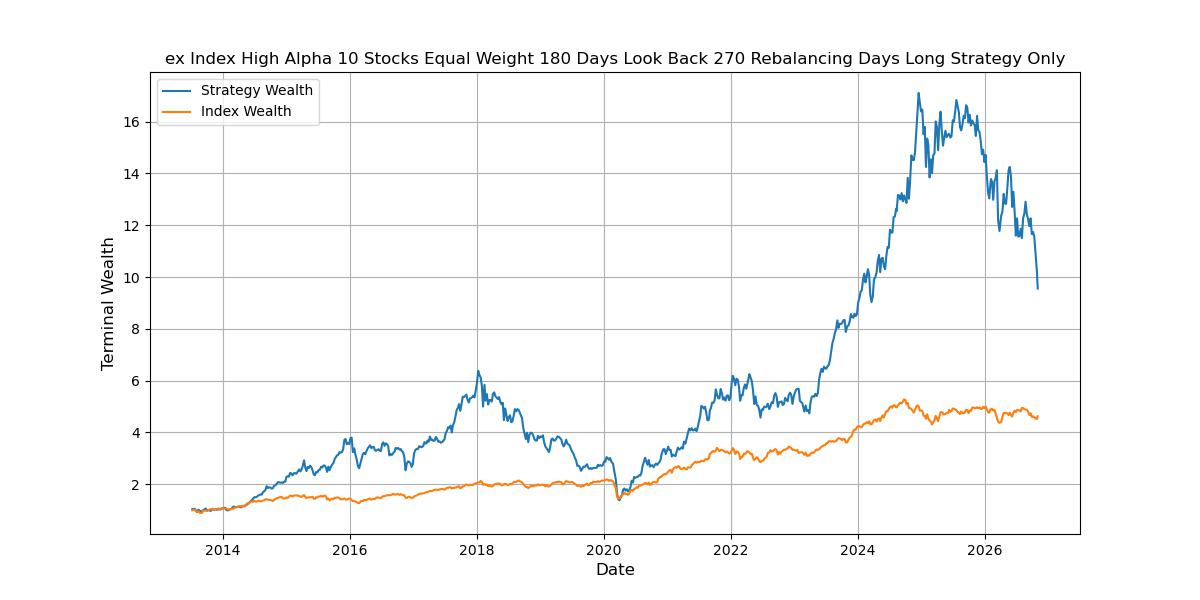 ex Index High Alpha 10 Stocks Equal Weight 180 Days Look Back 270 Rebalancing Days Long Strategy Only
Strategy Wealth
Index Wealth
Terminal Wealth
16
14
12
10
8
6
4
2
2014 2016 2018 2020 2022 2024 2026
Date